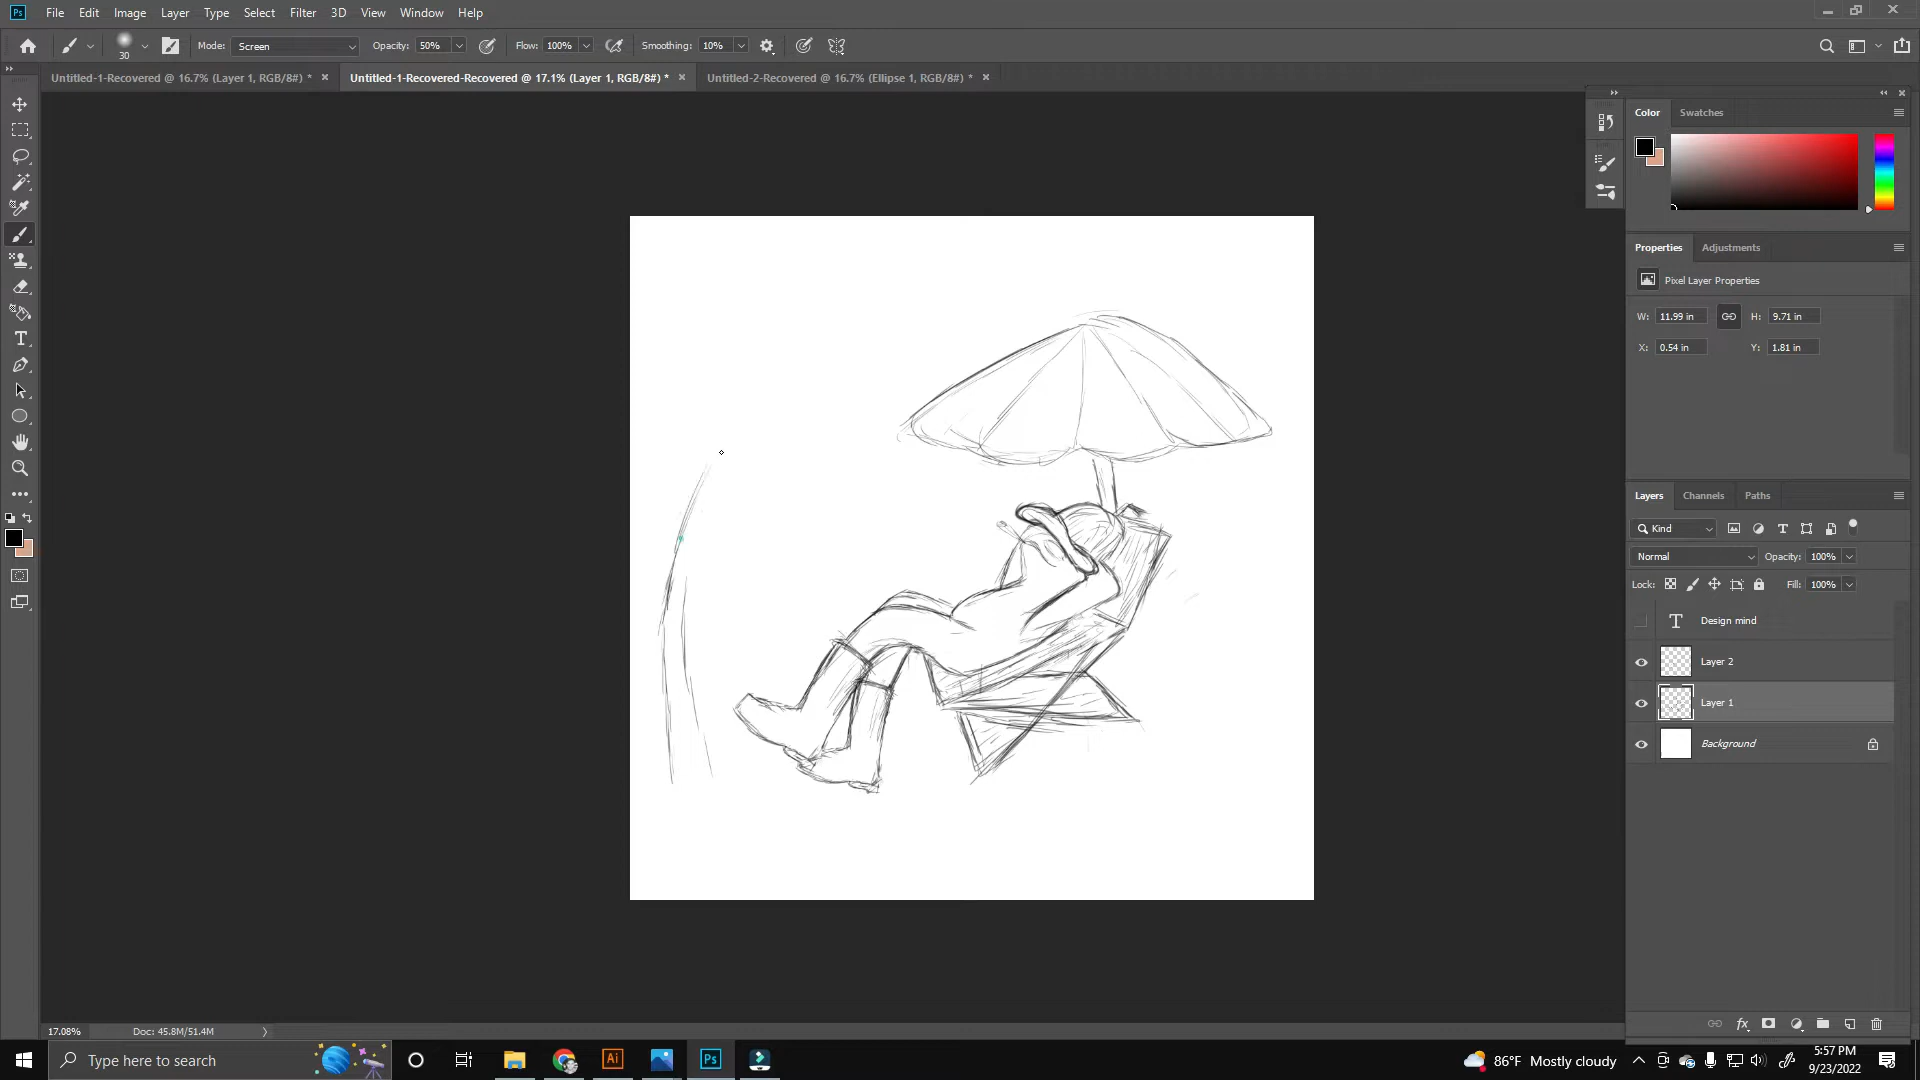 Ps File Edit Image Layer Type Select Filter 3D View Window Help
30 Mode: Screen Opacity: 50% Flow: 100% Smoothing: 10%
Untitled-1-Recovered @ 16.7% (Layer 1, RGB/8#) * Untitled-1-Recovered-Recovered @ 17.1% (Layer 1, RGB/8#) * Untitled-2-Recovered @ 16.7% (Ellipse 1, RGB/8#) *
Color Swatches
Properties Adjustments
Pixel Layer Properties
W: 11.99 in H: 9.71 in
X: 0.54 in Y: 1.81 in
Layers Channels Paths
Kind
Normal Opacity: 100%
Lock: Fill: 100%
T Design mind
Layer 2
Layer 1
Background
fx
17.08% Doc: 45.8M/51.4M
Type here to search Ai Ps 86°F Mostly cloudy 5:57 PM
9/23/2022